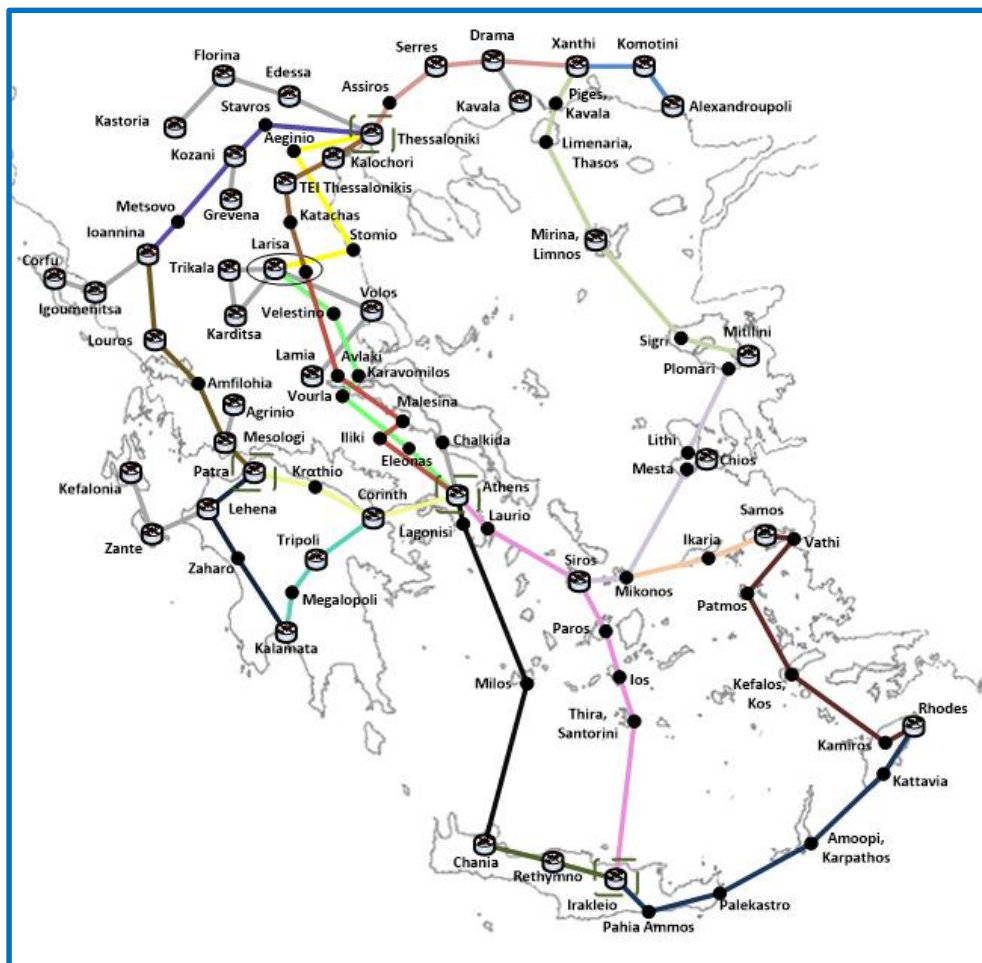 Drama
Xanthi
Komotini
Serres
Florina
Edessa
Assiros
Piges,
Kavala
Kavala
Alexandroupoli
Stavros
Kastoria
Thessaloniki
Aeginio
Limenaria,
Thasos
Kozani
Kalochori
TEI Thessalonikis
Grevena
Metsovo
Katachas
Ioannina
Stomio
Mirina,
Limnos
Larisa
Corfu
Trikala
Igoumenitsa
Volos
Velestino
Karditsa
Mitilini
Louros
Sigri
Lamia
Avlaki
Karavomilos
Plomari
Amfilohia
Vourla
Malesina
Agrinio
Iliki
Chalkida
Lithi
Mesologi
Eleonas
Mesta
Chios
Patra
Krαthio
Kefalonia
Athens
Corinth
Lehena
Samos
Laurio
Lagonisi
Zante
Tripoli
Ikaria
Vathi
Zaharo
Siros
Mikonos
Megalopoli
Patmos
Paros
Kalamata
Milos
Ios
Kefalos,
Kos
Rhodes
Thira,
Santorini
Kamiros
Kattavia
Amoopi,
Karpathos
Chania
Rethymno
Irakleio
Palekastro
Pahia Ammos